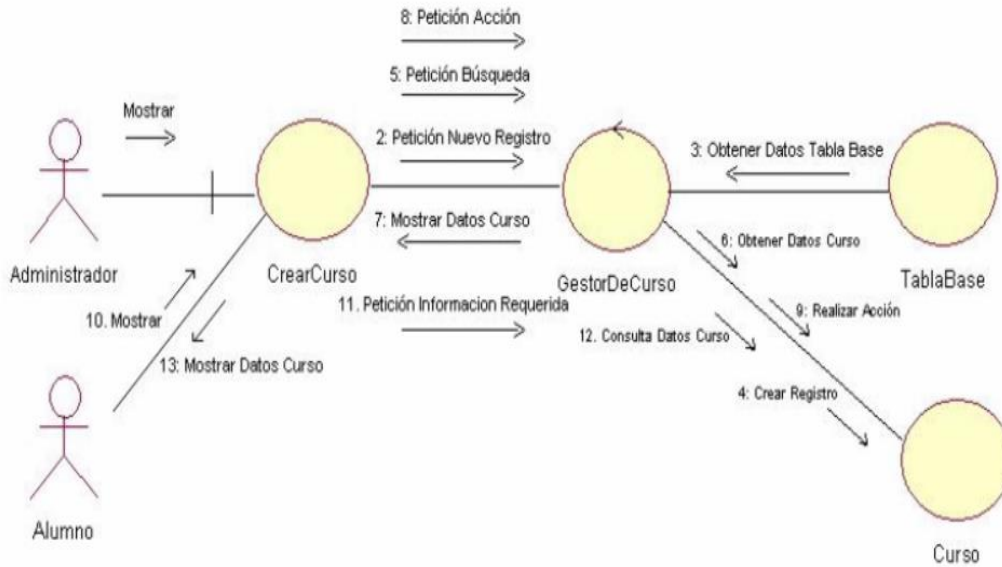 8: Petición Acción
5: Petición Búsqueda
Mostrar
2: Petición Nuevo Registro
3: Obtener Datos Tabla Base
7: Mostrar Datos Curso
6: Obtener Datos Curso
Administrador
CrearCurso
GestorDeCurso
TablaBase
10. Mostrar
11. Petición Informacion Requerida
9: Realizar Acción
12. Consulta Datos Curso
13: Mostrar Datos Curso
4: Crear Registro
Alumno
Curso